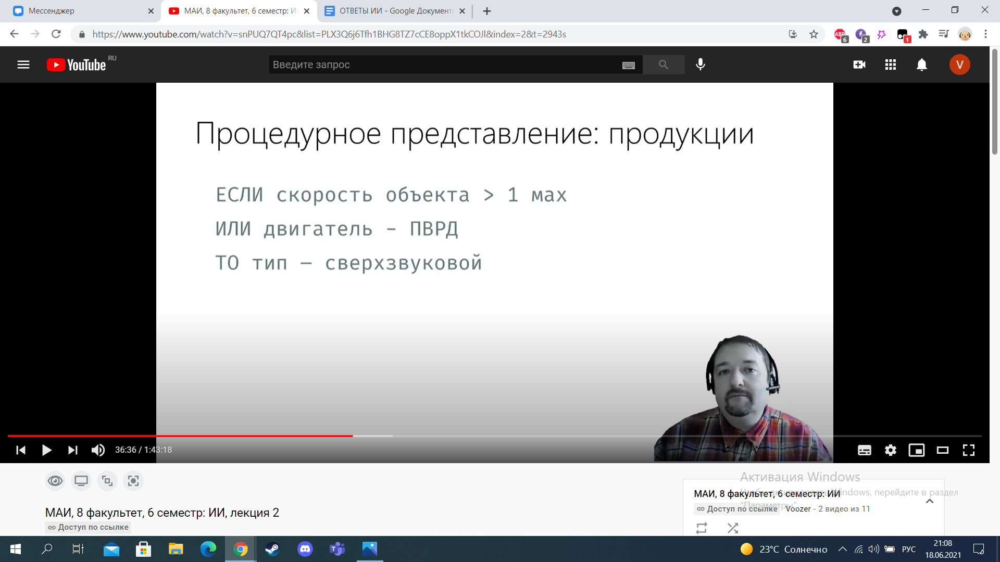 Мессенджер
МАИ, 8 факультет, 6 семестр: И
ОТВЕТЫ ИИ - Google Документ
https://www.youtube.com/watch?v=snPUQ7QT4pc&list=PLX3Q6j6Tfh1BHG8TZ7cCE8oppX1tkCOJl&index=2&t=2943s
ABP
6
2
1
YouTube
RU
Введите запрос
V
Процедурное представление: продукции
ЕСЛИ скорость объекта > 1 мах
ИЛИ двигатель – ПВРД
ТО тип – сверхзвуковой
36:36 / 1:43:18
Активация Windows
Чтобы активировать Windows, перейдите в раздел
"Параметры"
МАИ, 8 факультет, 6 семестр: ИИ
Доступ по ссылке Voozer - 2 видео из 11
МАИ, 8 факультет, 6 семестр: ИИ, лекция 2
Доступ по ссылке
23°C Солнечно
РУС
21:08
18.06.2021